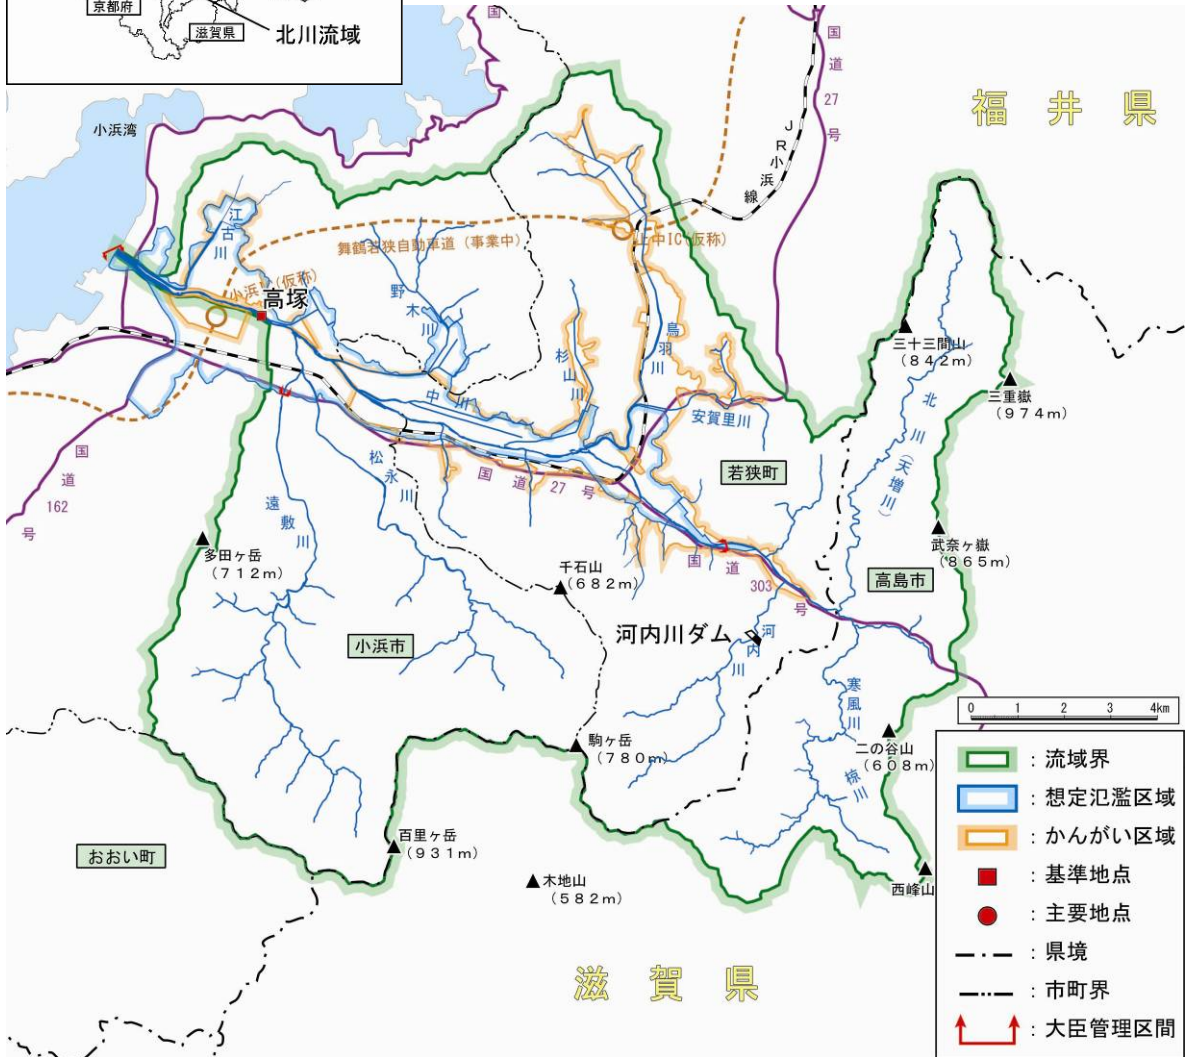 京都府
滋賀県
北川流域
福井県
小浜湾
国
国道27号
JR小浜線
江古川
舞鶴若狭自動車道（事業中）
上中IC(仮称)
(仮称)
高塚
野木川
杉山川
鳥羽川
中川
安賀里川
三十三間山
(842m)
三重嶽
(974m)
北川(天増川)
国道162号
遠敷川
松永川
国道27号
若狭町
多田ヶ岳
(712m)
千石山
(682m)
国道303号
武奈ヶ嶽
(865m)
高島市
小浜市
河内川ダム
河内川
寒風川
駒ヶ岳
(780m)
二の谷山
(608m)
椋川
百里ヶ岳
(931m)
おおい町
木地山
(582m)
西峰山
滋賀県
0 1 2 3 4km
：流域界
：想定氾濫区域
：かんがい区域
：基準地点
：主要地点
：県境
：市町界
：大臣管理区間